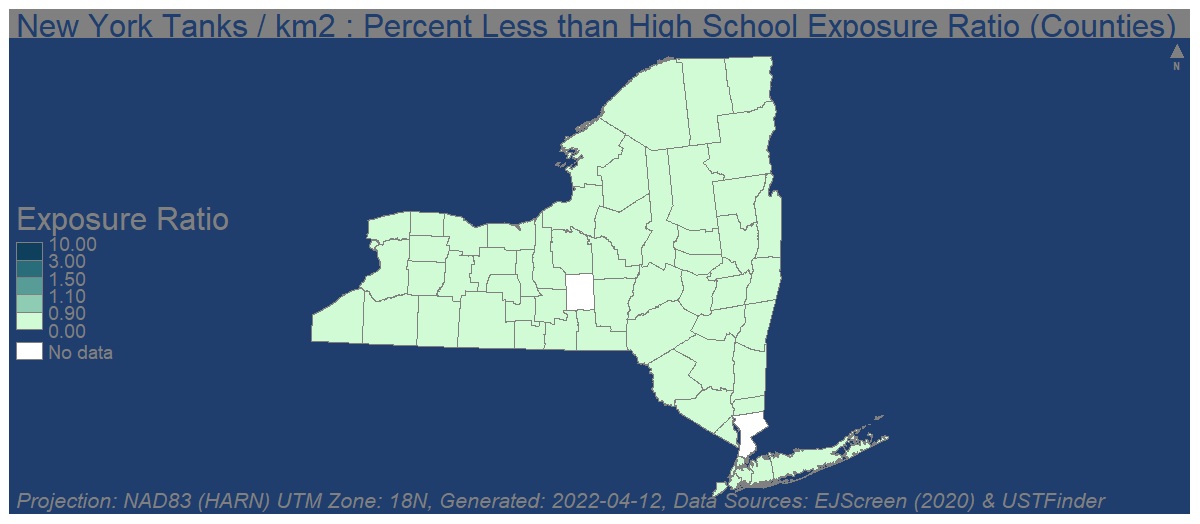 New York Tanks / km2 : Percent Less than High School Exposure Ratio (Counties)
N
Exposure Ratio
10.00
3.00
1.50
1.10
0.90
0.00
No data
Projection: NAD83 (HARN) UTM Zone: 18N, Generated: 2022-04-12, Data Sources: EJScreen (2020) & USTFinder